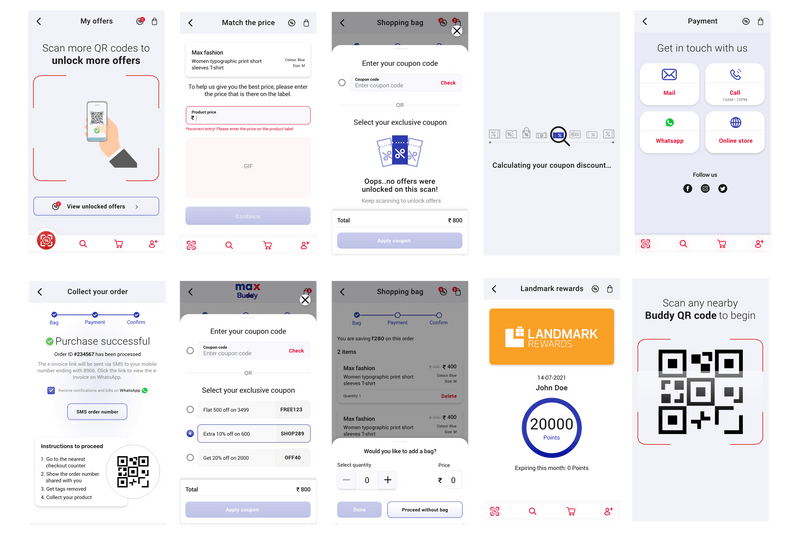 My offers
Scan more QR codes to
unlock more offers
View unlocked offers
Match the price
Max fashion
Women typographic print short
sleeves T-shirt
Colour Blue
Size M
To help us give you the best price, please enter
the price that is there on the label.
Product price
₹ |
*Incorrect entry! Please enter the price on the product label
GIF
Continue
Shopping bag
Enter your coupon code
Coupon code
Enter coupon code
Check
OR
Select your exclusive coupon
Oops..no offers were
unlocked on this scan!
Keep scanning to unlock offers
Total
₹ 800
Apply coupon
Calculating your coupon discount...
Payment
Get in touch with us
Mail
Call
10AM - 10PM
Whatsapp
Online store
Follow us
Collect your order
Bag
Payment
Confirm
Purchase successful
Order ID #234567 has been processed
The e-invoice link will be sent via SMS to your mobile
number ending with 8906. Click the link to view the e-
invoice on WhatsApp.
Receive notifications and bills on WhatsApp
SMS order number
Instructions to proceed
1. Go to the nearest
checkout counter
2. Show the order number
shared with you
3. Get tags removed
4. Collect your product
max
Buddy
Enter your coupon code
Coupon code
Enter coupon code
Check
OR
Select your exclusive coupon
Flat 500 off on 3499
FREE123
Extra 10% off on 600
SHOP289
Get 20% off on 2000
OFF40
Total
₹ 800
Apply coupon
Shopping bag
Bag
Payment
Confirm
You are saving ₹280 on this order
2 Items
Max fashion
₹ 400
Women typographic print short
sleeves T-shirt
Colour Blue
Size M
Quantity 1
Delete
Max fashion
₹ 400
Women typographic print short
sleeves T-shirt
Colour Blue
Size M
Would you like to add a bag?
Select quantity
Price
0
₹ 0
Done
Proceed without bag
Landmark rewards
LANDMARK
REWARDS
14-07-2021
John Doe
20000
Points
Expiring this month: 0 Points
Scan any nearby
Buddy QR code to begin